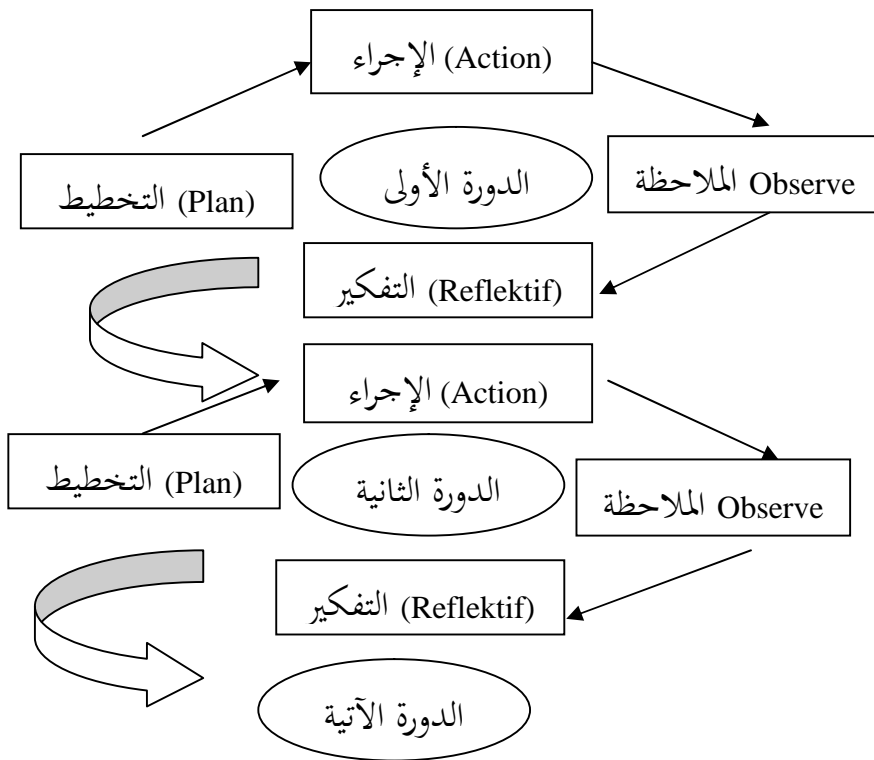 الإجراء (Action)
التخطيط (Plan)
الدورة الأولى
الملاحظة Observe
التفكير (Reflektif)
الإجراء (Action)
التخطيط (Plan)
الدورة الثانية
الملاحظة Observe
التفكير (Reflektif)
الدورة الآتية